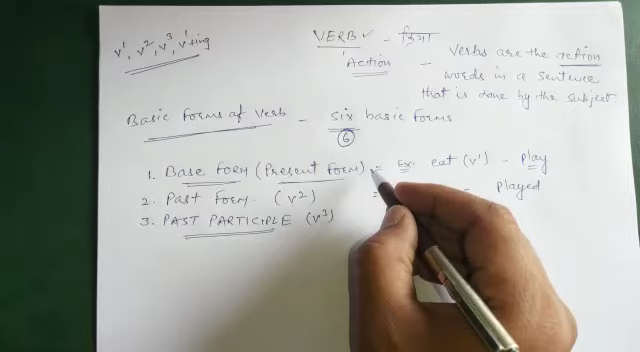 V¹, V², V³, V¹ting
VERB ✓ - क्रिया
Action - Verbs are the action
words in a sentence
that is done by the subject.
Basic forms of Verb - six basic forms
6
1. Base form (Present form) = Ex: eat (V¹) - Play
2. Past form. (V²) = - Played
3. PAST PARTICIPLE (V³)